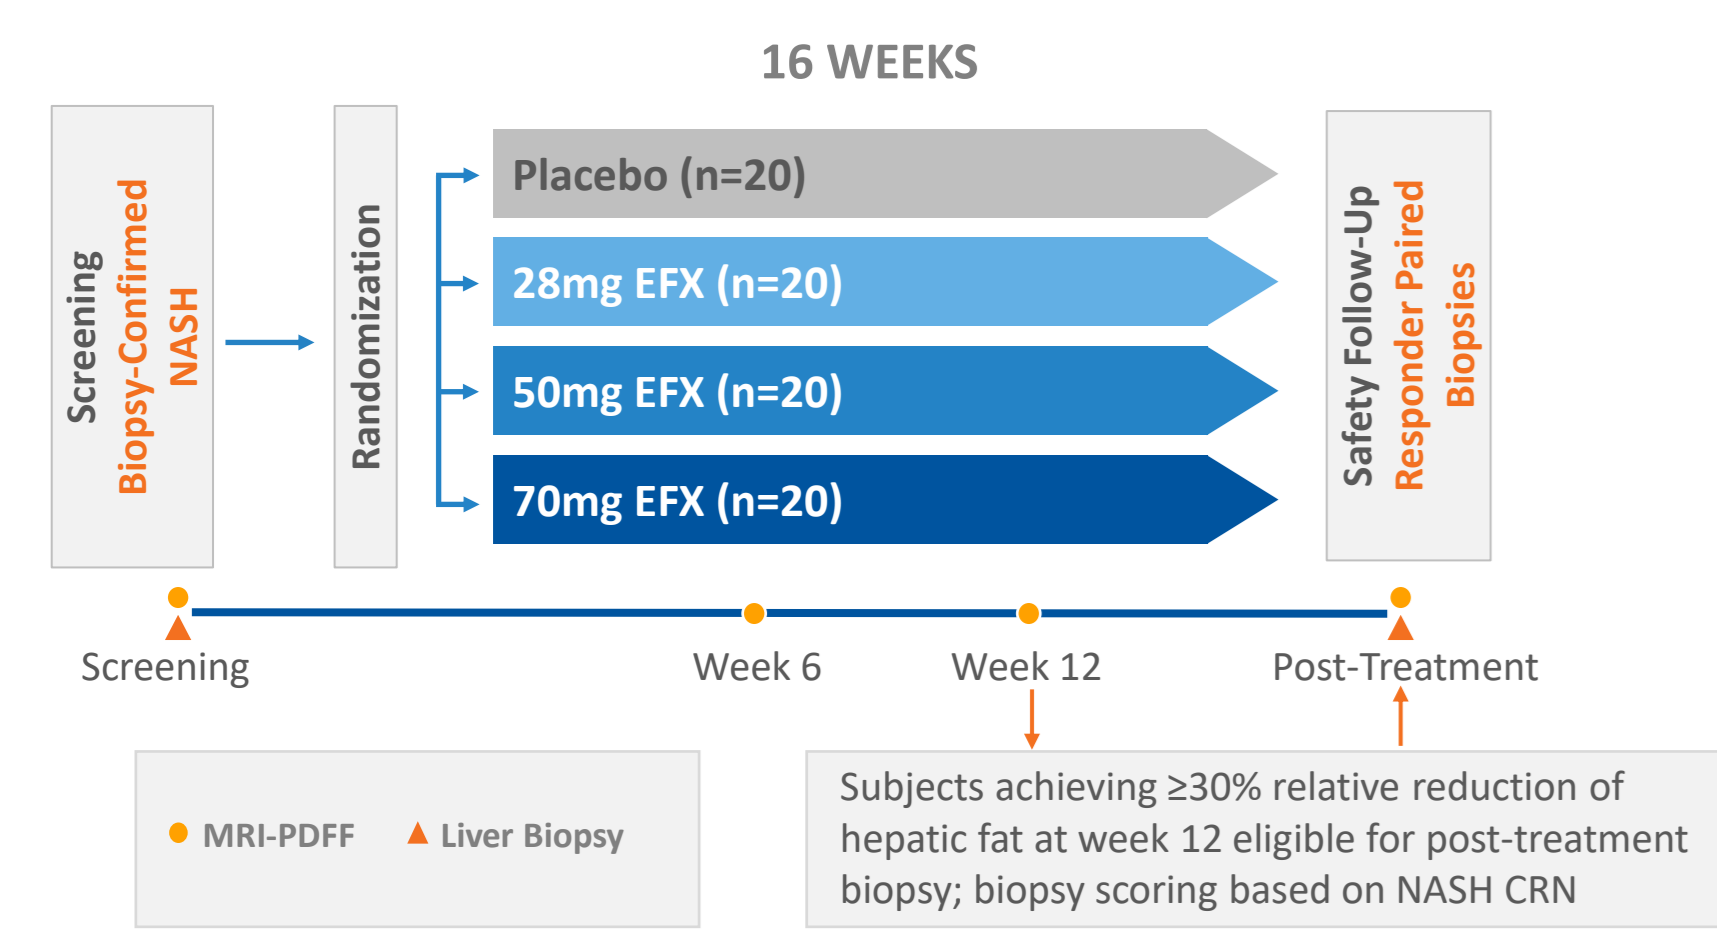 16 WEEKS
Screening
Biopsy-Confirmed
NASH
Randomization
Placebo (n=20)
28mg EFX (n=20)
50mg EFX (n=20)
70mg EFX (n=20)
Safety Follow-Up
Responder Paired
Biopsies
Screening
Week 6
Week 12
Post-Treatment
MRI-PDFF
Liver Biopsy
Subjects achieving ≥30% relative reduction of
hepatic fat at week 12 eligible for post-treatment
biopsy; biopsy scoring based on NASH CRN